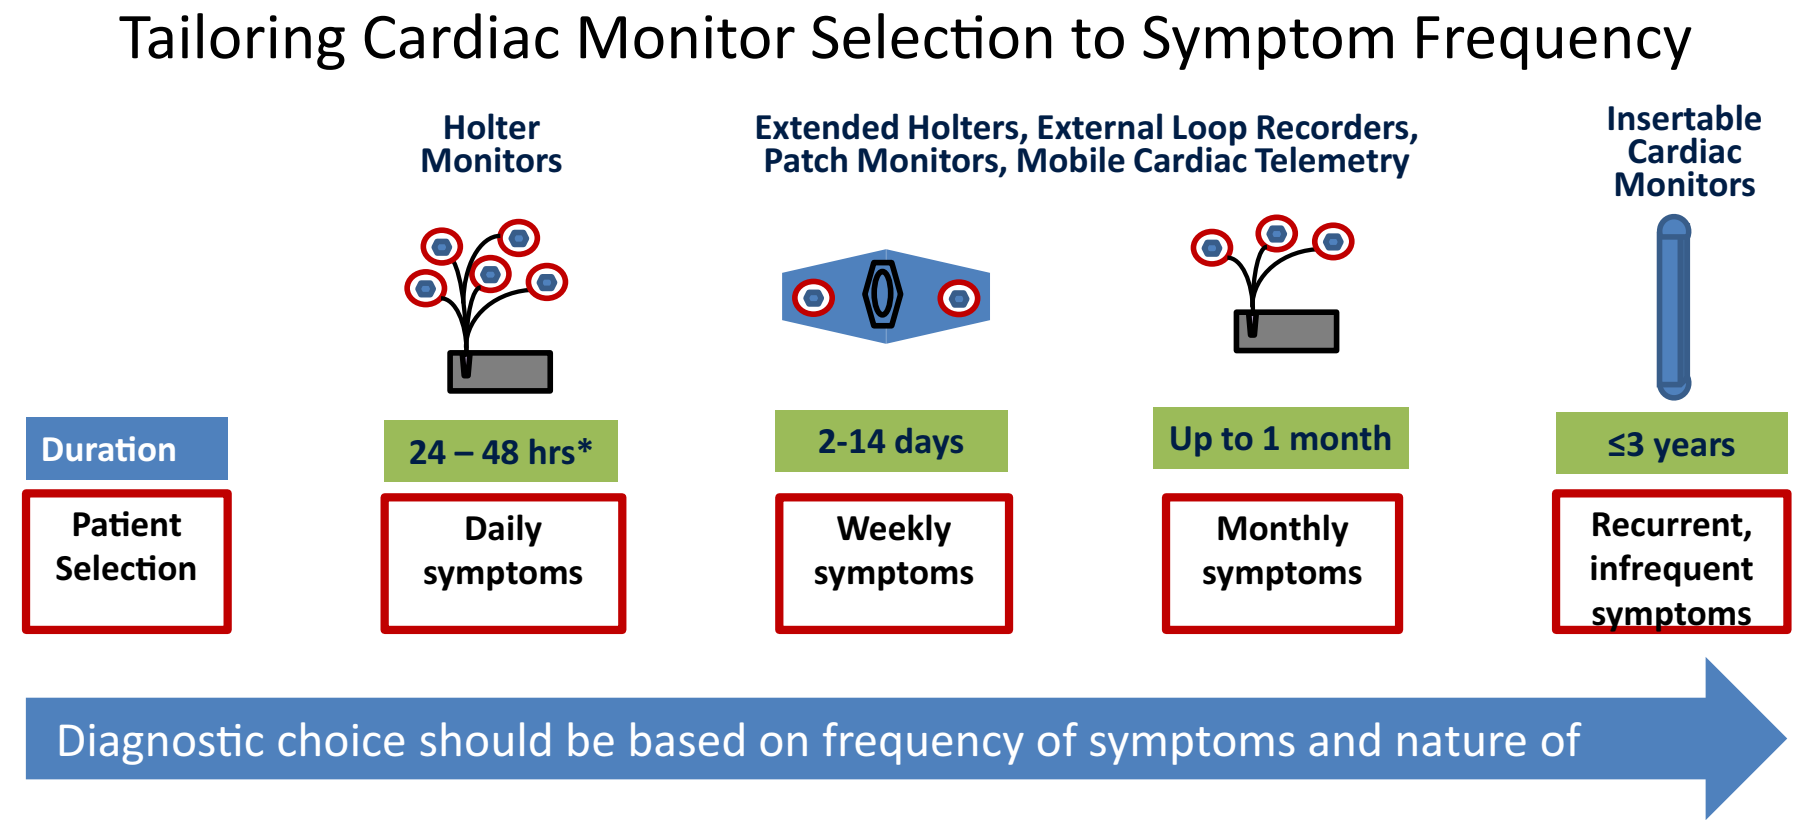 Tailoring Cardiac Monitor Selection to Symptom Frequency
Holter
Monitors
Extended Holters, External Loop Recorders,
Patch Monitors, Mobile Cardiac Telemetry
Insertable
Cardiac
Monitors
Duration
24 – 48 hrs*
2-14 days
Up to 1 month
≤3 years
Patient
Selection
Daily
symptoms
Weekly
symptoms
Monthly
symptoms
Recurrent,
infrequent
symptoms
Diagnostic choice should be based on frequency of symptoms and nature of